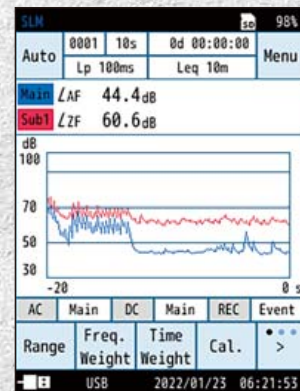 SLM SD 98%
Auto 0001 10s 0d 00:00:00 Menu
Lp 100ms Leq 10m
Main LAF 44.4dB
Sub1 LZF 60.6dB
dB
100
70
50
30
-20 0 s
AC Main DC Main REC Event
Range Freq. Weight Time Weight Cal. >
USB 2022/01/23 06:21:53